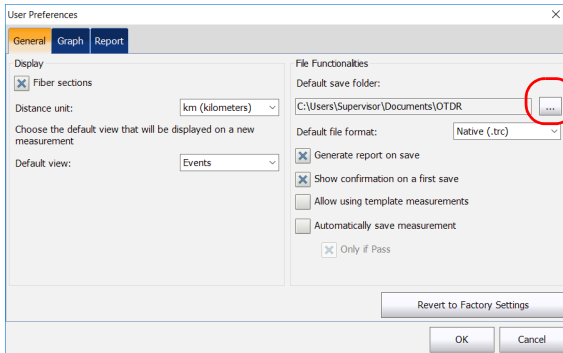 User Preferences
General Graph Report
Display
Fiber sections
Distance unit: km (kilometers)
Choose the default view that will be displayed on a new
measurement
Default view: Events
File Functionalities
Default save folder:
C:\Users\Supervisor\Documents\OTDR ...
Default file format: Native (.trc)
Generate report on save
Show confirmation on a first save
Allow using template measurements
Automatically save measurement
Only if Pass
Revert to Factory Settings
OK Cancel